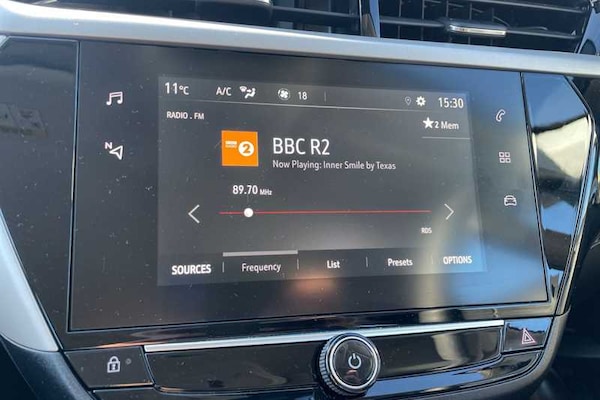 11°C A/C 18 15:30
RADIO . FM
2 Mem
2
BBC R2
Now Playing: Inner Smile by Texas
89.70 MHz
RDS
SOURCES Frequency List Presets OPTIONS
N